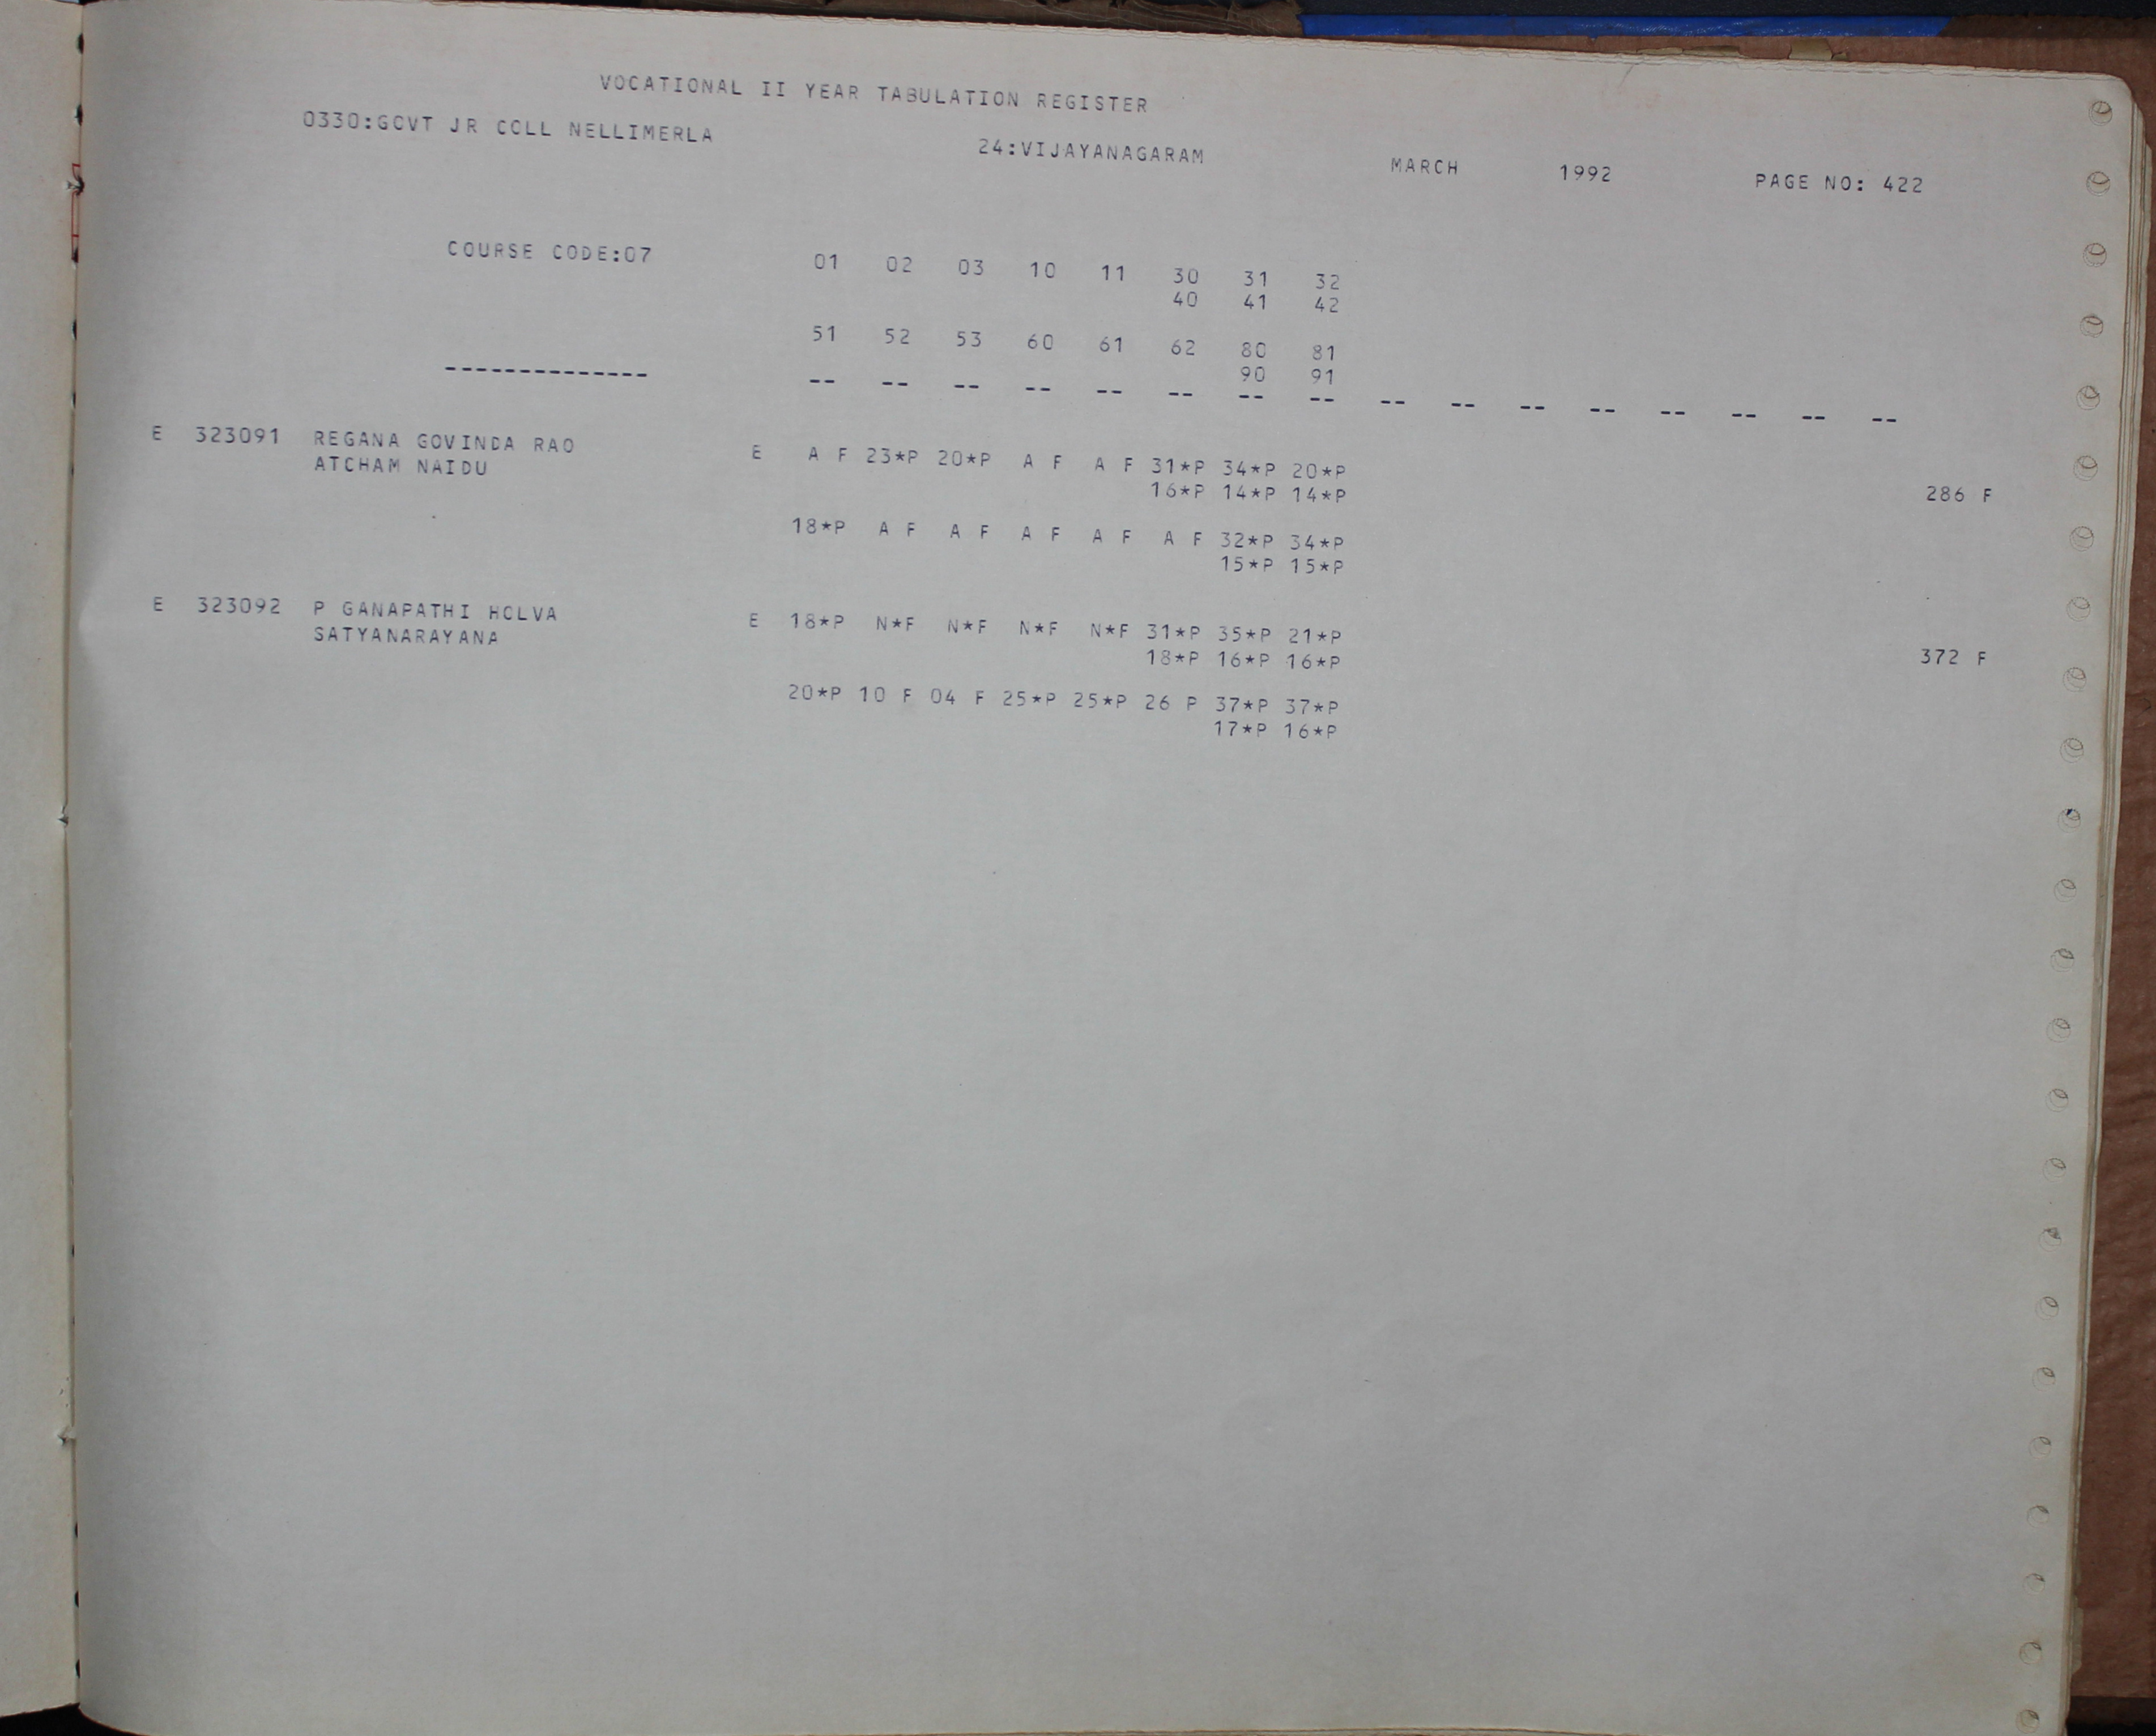 VOCATIONAL II YEAR TABULATION REGISTER
0330:GOVT JR COLL NELLIMERLA 24:VIJAYANAGARAM MARCH 1992 PAGE NO: 422
COURSE CODE:07 01 02 03 10 11 30 31 32
40 41 42
51 52 53 60 61 62 80 81
90 91
-------------- -- -- -- -- -- -- -- -- -- -- -- -- -- -- -- --
E 323091 REGANA GOVINDA RAO E A F 23*P 20*P A F A F 31*P 34*P 20*P
ATCHAM NAIDU 16*P 14*P 14*P 286 F
18*P A F A F A F A F A F 32*P 34*P
15*P 15*P
E 323092 P GANAPATHI HOLVA E 18*P N*F N*F N*F N*F 31*P 35*P 21*P
SATYANARAYANA 18*P 16*P 16*P 372 F
20*P 10 F 04 F 25*P 25*P 26 P 37*P 37*P
17*P 16*P